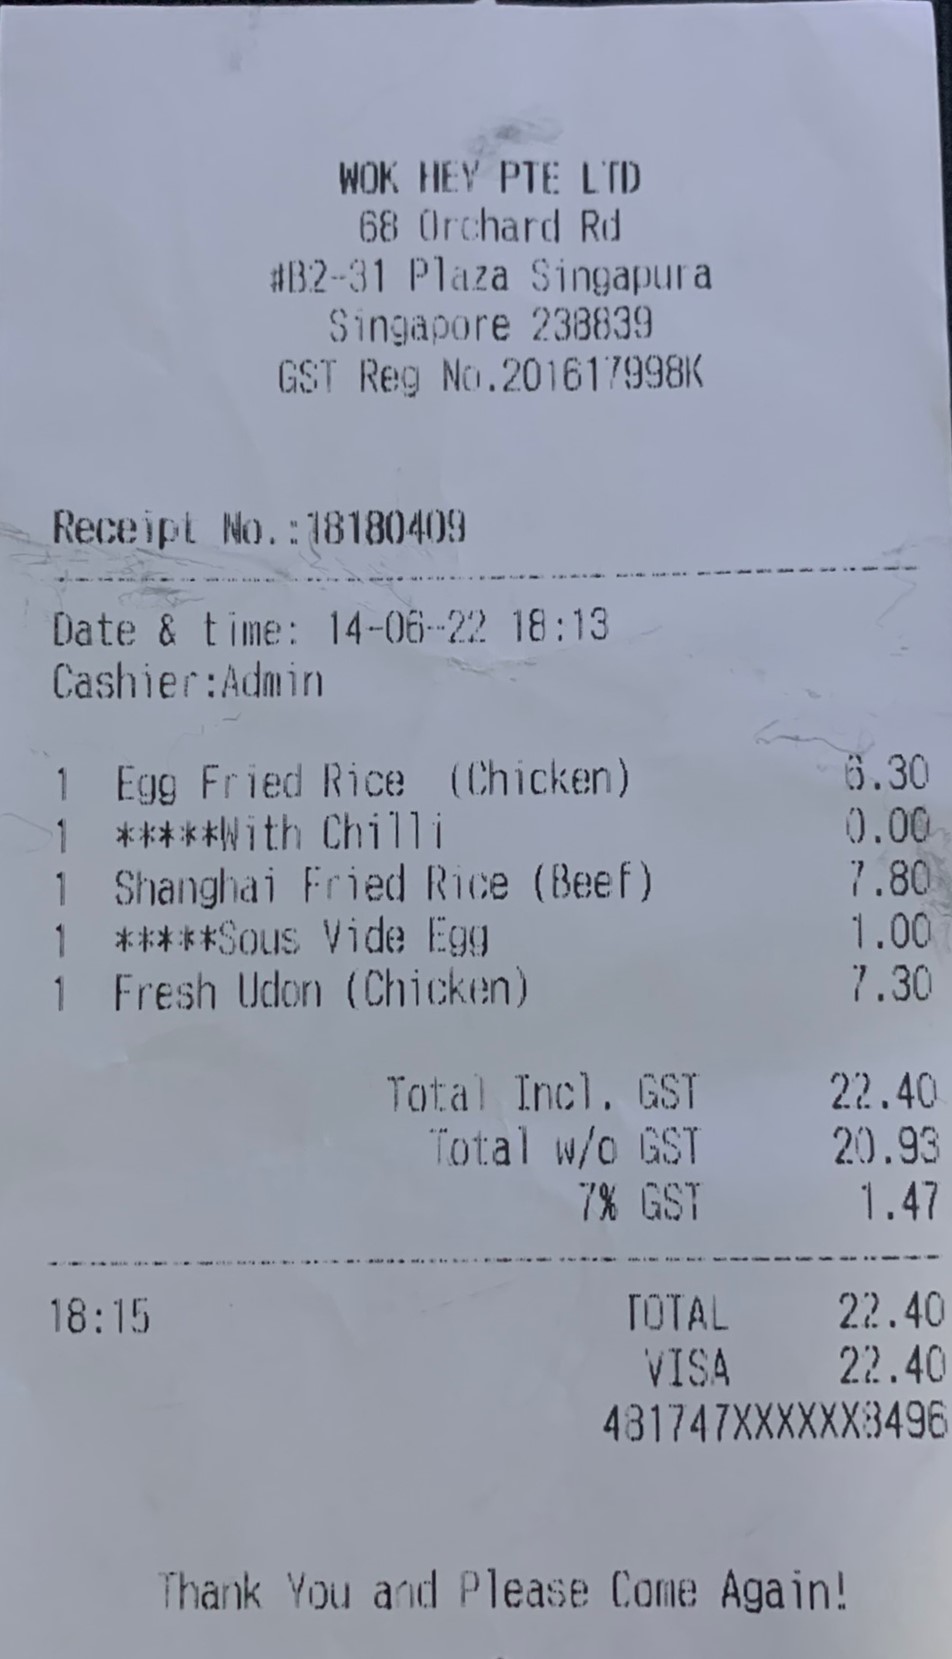 WOK HEY PTE LTD
68 Orchard Rd
#B2-31 Plaza Singapura
Singapore 238839
GST Reg No.201617998K
Receipt No.:18180409
Date & time: 14-06-22 18:13
Cashier:Admin
1 Egg Fried Rice (Chicken) 6.30
1 *****With Chilli 0.00
1 Shanghai Fried Rice (Beef) 7.80
1 *****Sous Vide Egg 1.00
1 Fresh Udon (Chicken) 7.30
Total Incl. GST 22.40
Total w/o GST 20.93
7% GST 1.47
18:15 TOTAL 22.40
VISA 22.40
481747XXXXXX8496
Thank You and Please Come Again!